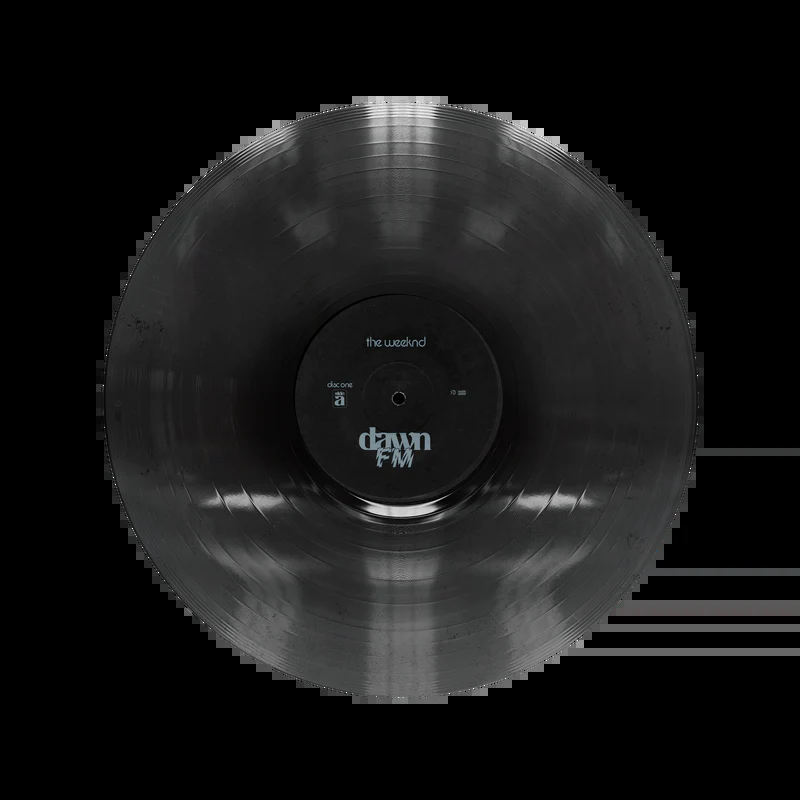 the weeknd
disc one
side
a
dawn
FM